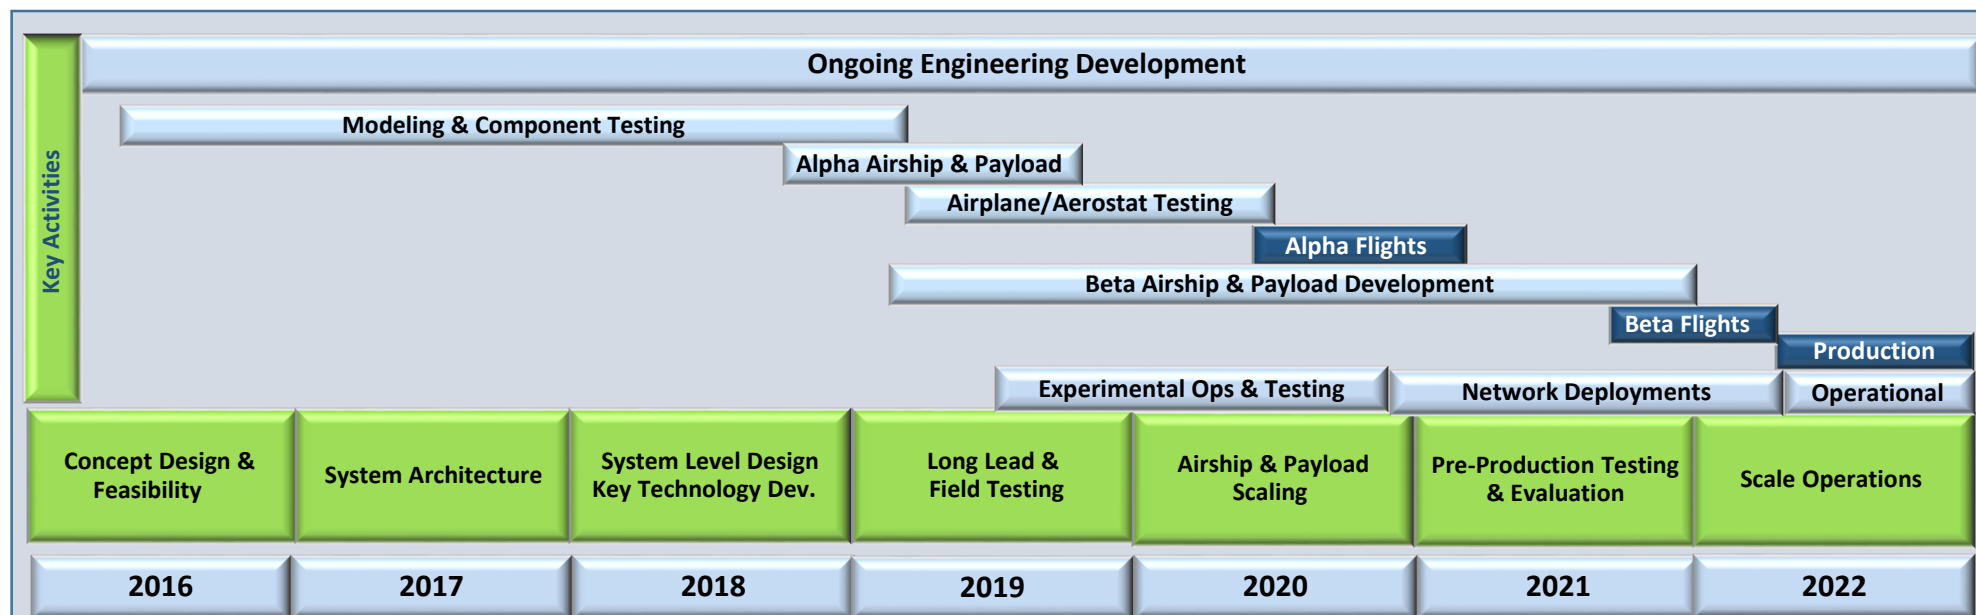 Key Activities
Ongoing Engineering Development
Modeling & Component Testing
Alpha Airship & Payload
Airplane/Aerostat Testing
Alpha Flights
Beta Airship & Payload Development
Beta Flights
Production
Experimental Ops & Testing
Network Deployments
Operational
Concept Design &
Feasibility
System Architecture
System Level Design
Key Technology Dev.
Long Lead &
Field Testing
Airship & Payload
Scaling
Pre-Production Testing
& Evaluation
Scale Operations
2016
2017
2018
2019
2020
2021
2022